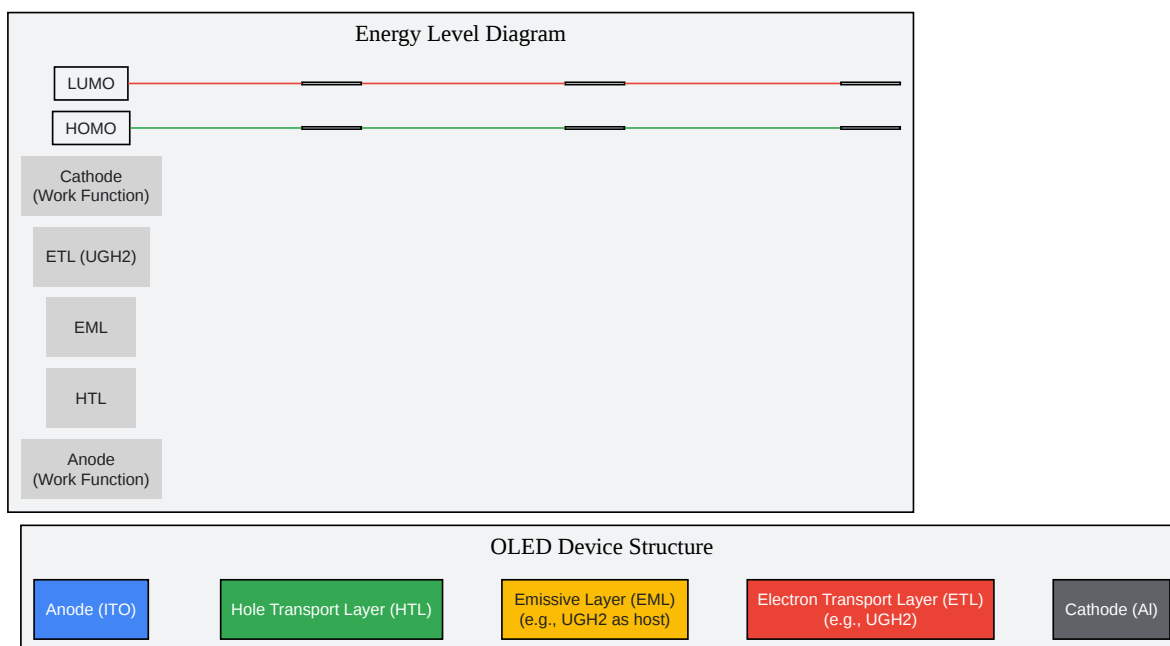 Energy Level Diagram
LUMO
HOMO
Cathode
(Work Function)
ETL (UGH2)
EML
HTL
Anode
(Work Function)
OLED Device Structure
Anode (ITO)
Hole Transport Layer (HTL)
Emissive Layer (EML)
(e.g., UGH2 as host)
Electron Transport Layer (ETL)
(e.g., UGH2)
Cathode (Al)